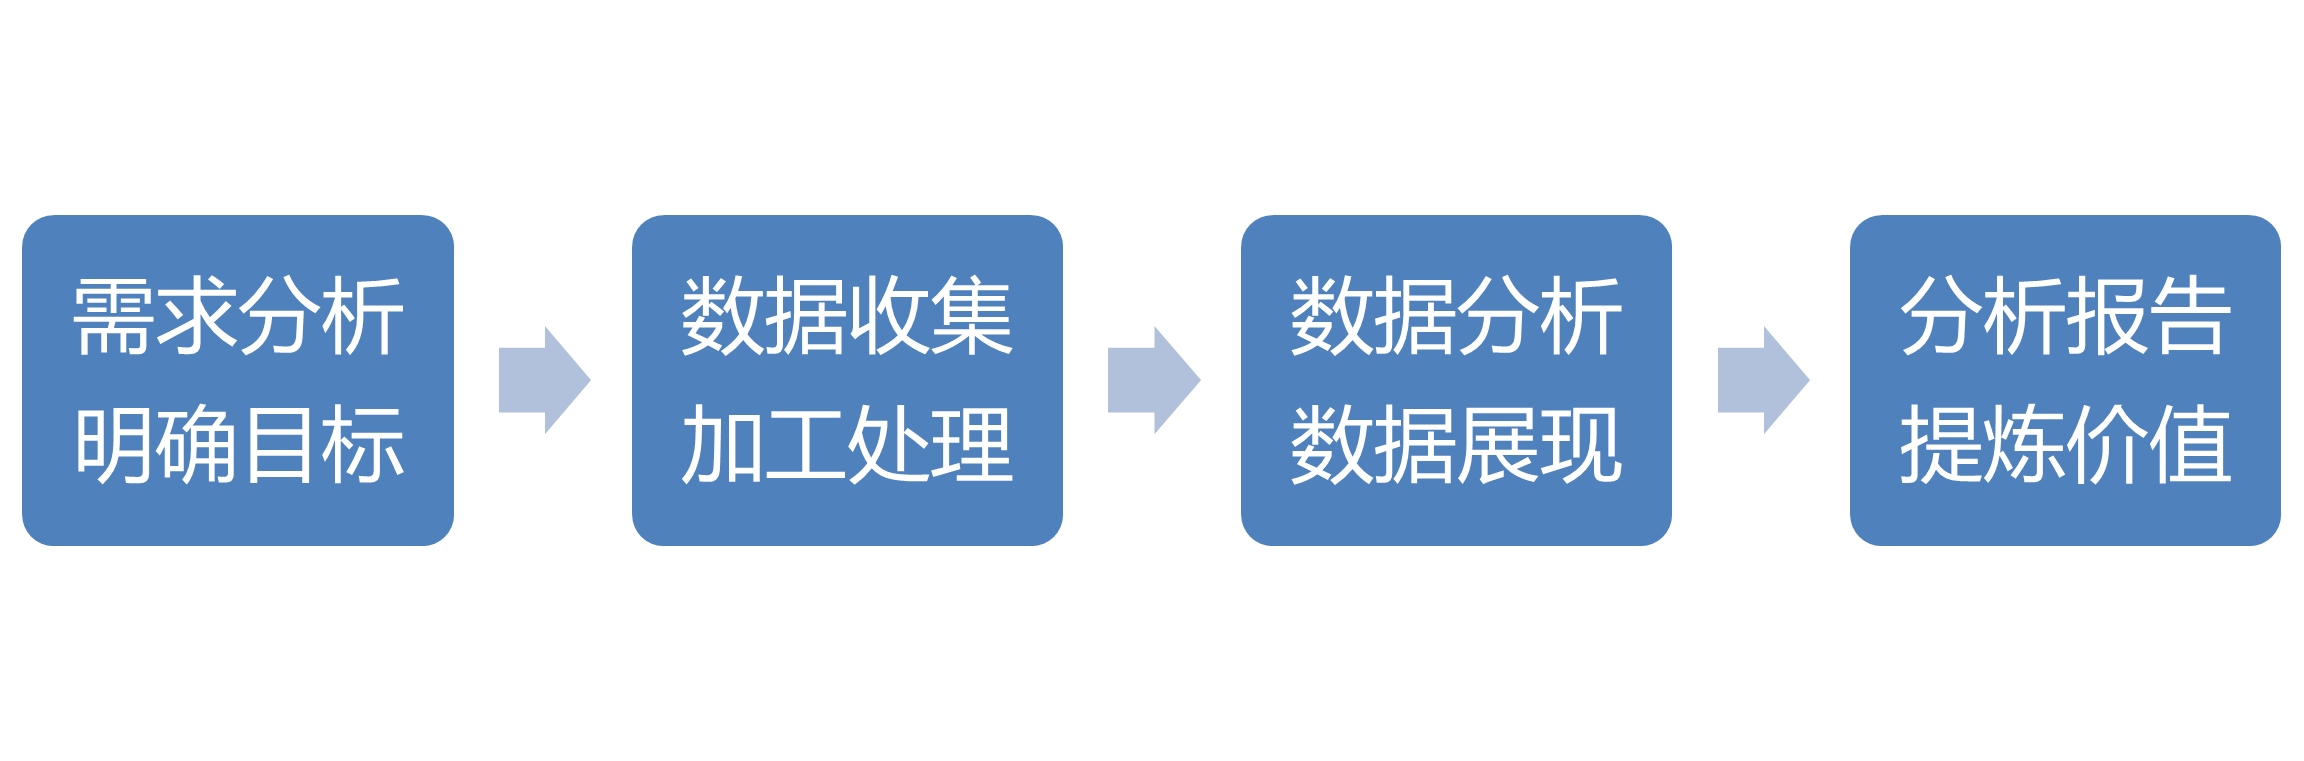 需求分析
明确目标
数据收集
加工处理
数据分析
数据展现
分析报告
提炼价值